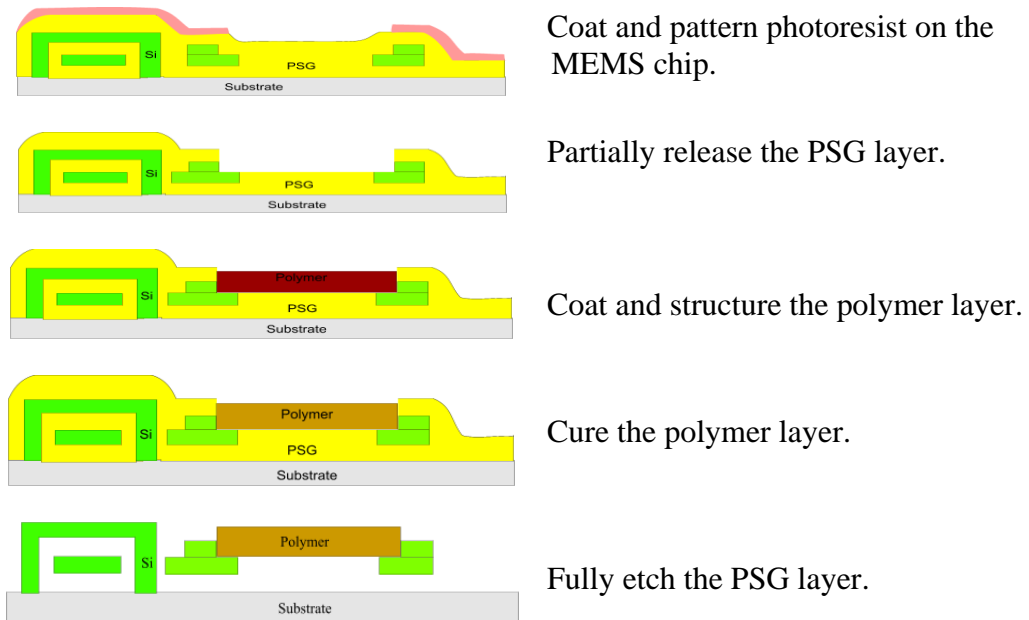 Coat and pattern photoresist on the
MEMS chip.
Si
PSG
Substrate
Partially release the PSG layer.
Si
PSG
Substrate
Polymer
Si
PSG
Substrate
Coat and structure the polymer layer.
Polymer
Si
PSG
Substrate
Cure the polymer layer.
Polymer
Si
Substrate
Fully etch the PSG layer.